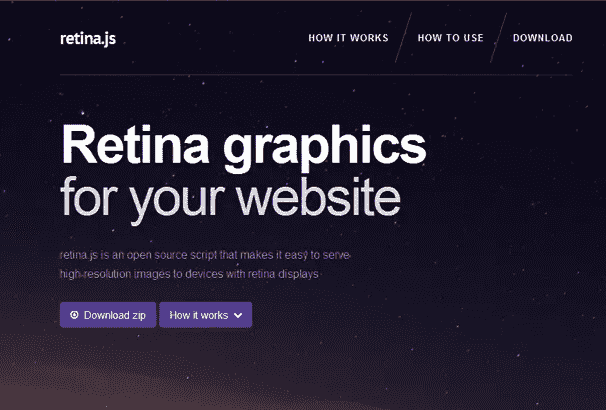 retina.js
HOW IT WORKS
HOW TO USE
DOWNLOAD
Retina graphics
for your website
retina.js is an open source script that makes it easy to serve
high-resolution images to devices with retina displays
Download zip
How it works